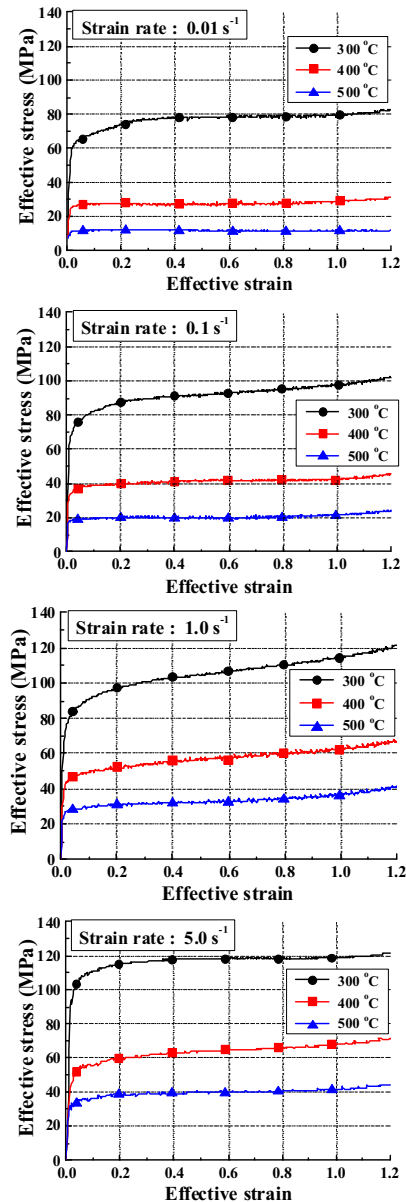 Strain rate : 0.01 s⁻¹
300 °C
400 °C
500 °C
Effective stress (MPa)
140
120
100
80
60
40
20
0
0.0 0.2 0.4 0.6 0.8 1.0 1.2
Effective strain
Strain rate : 0.1 s⁻¹
300 °C
400 °C
500 °C
Effective stress (MPa)
140
120
100
80
60
40
20
0
0.0 0.2 0.4 0.6 0.8 1.0 1.2
Effective strain
Strain rate : 1.0 s⁻¹
300 °C
400 °C
500 °C
Effective stress (MPa)
140
120
100
80
60
40
20
0
0.0 0.2 0.4 0.6 0.8 1.0 1.2
Effective strain
Strain rate : 5.0 s⁻¹
300 °C
400 °C
500 °C
Effective stress (MPa)
140
120
100
80
60
40
20
0
0.0 0.2 0.4 0.6 0.8 1.0 1.2
Effective strain